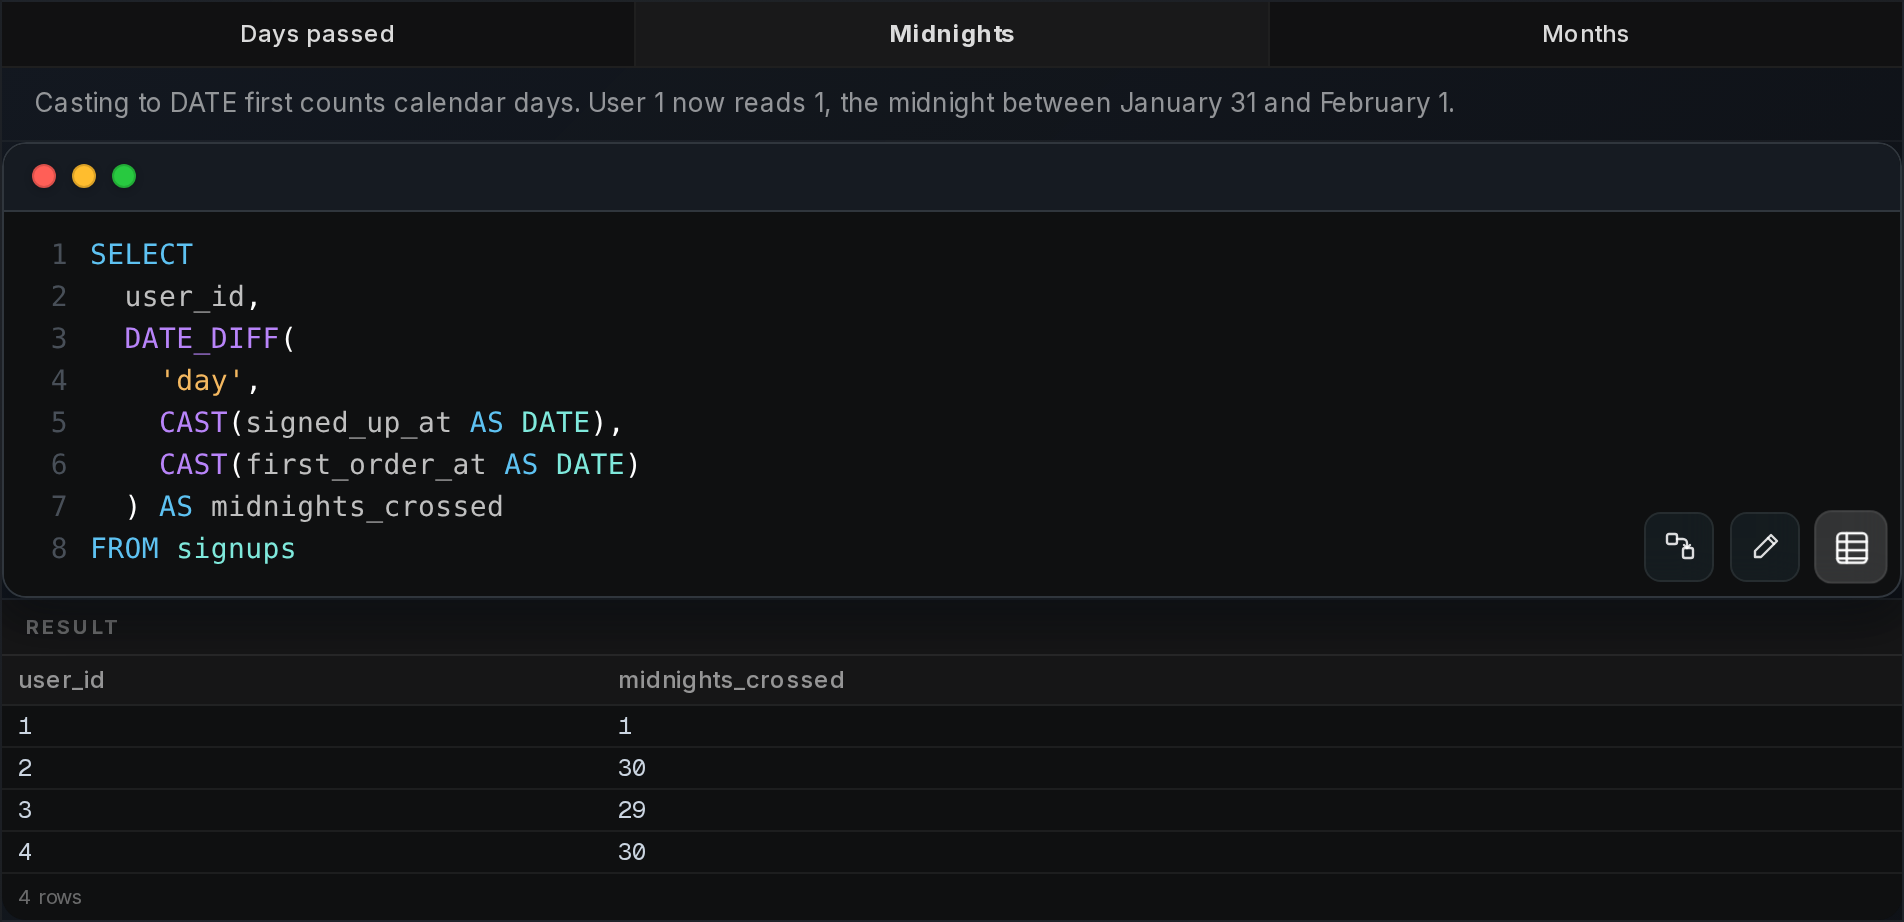 Days passed
Midnights
Months
Casting to DATE first counts calendar days. User 1 now reads 1, the midnight between January 31 and February 1.
1 SELECT
2   user_id,
3   DATE_DIFF(
4     'day',
5     CAST(signed_up_at AS DATE),
6     CAST(first_order_at AS DATE)
7   ) AS midnights_crossed
8 FROM signups
RESULT
user_id midnights_crossed
1 1
2 30
3 29
4 30
4 rows